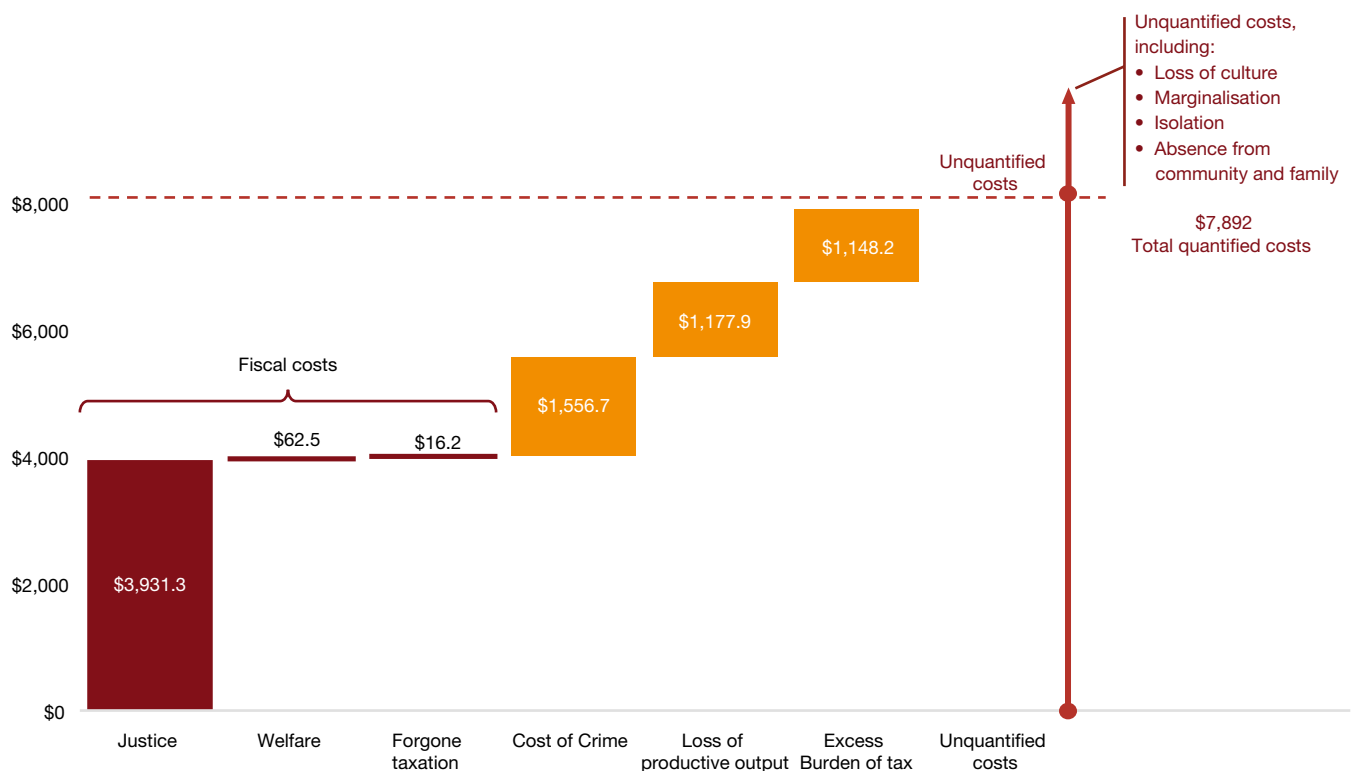 Unquantified costs,
including:
• Loss of culture
• Marginalisation
• Isolation
• Absence from
community and family
Unquantified
costs
$8,000
$7,892
Total quantified costs
$1,148.2
$6,000
$1,177.9
Fiscal costs
$1,556.7
$62.5
$16.2
$4,000
$3,931.3
$2,000
$0
Justice
Welfare
Forgone
taxation
Cost of Crime
Loss of
productive output
Excess
Burden of tax
Unquantified
costs